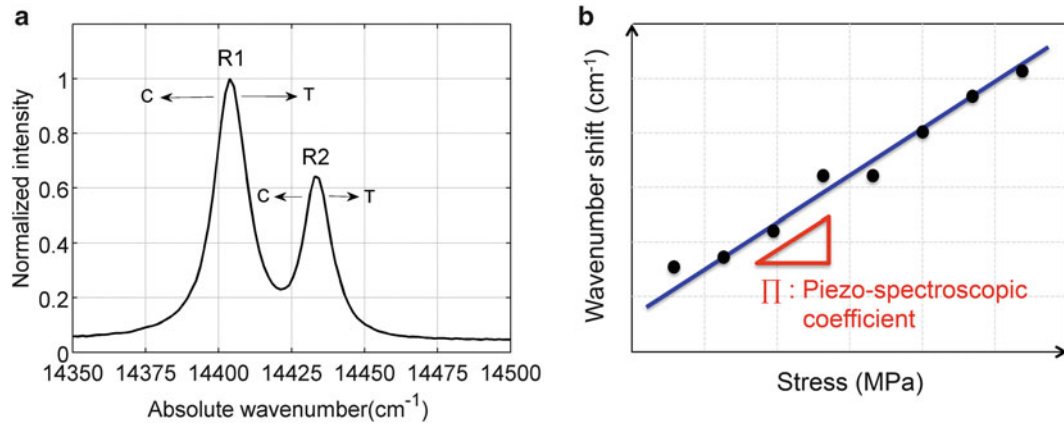 a
R1
C
T
R2
C
T
1
0.8
0.6
0.4
0.2
0
Normalized intensity
14350 14375 14400 14425 14450 14475 14500
Absolute wavenumber(cm⁻¹)
b
Wavenumber shift (cm⁻¹)
∏ : Piezo-spectroscopic
coefficient
Stress (MPa)